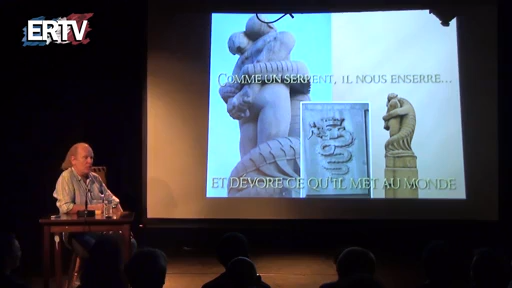 ERTV
COMME UN SERPENT, IL NOUS ENSERRE...
ET DÉVORE CE QU'IL MET AU MONDE